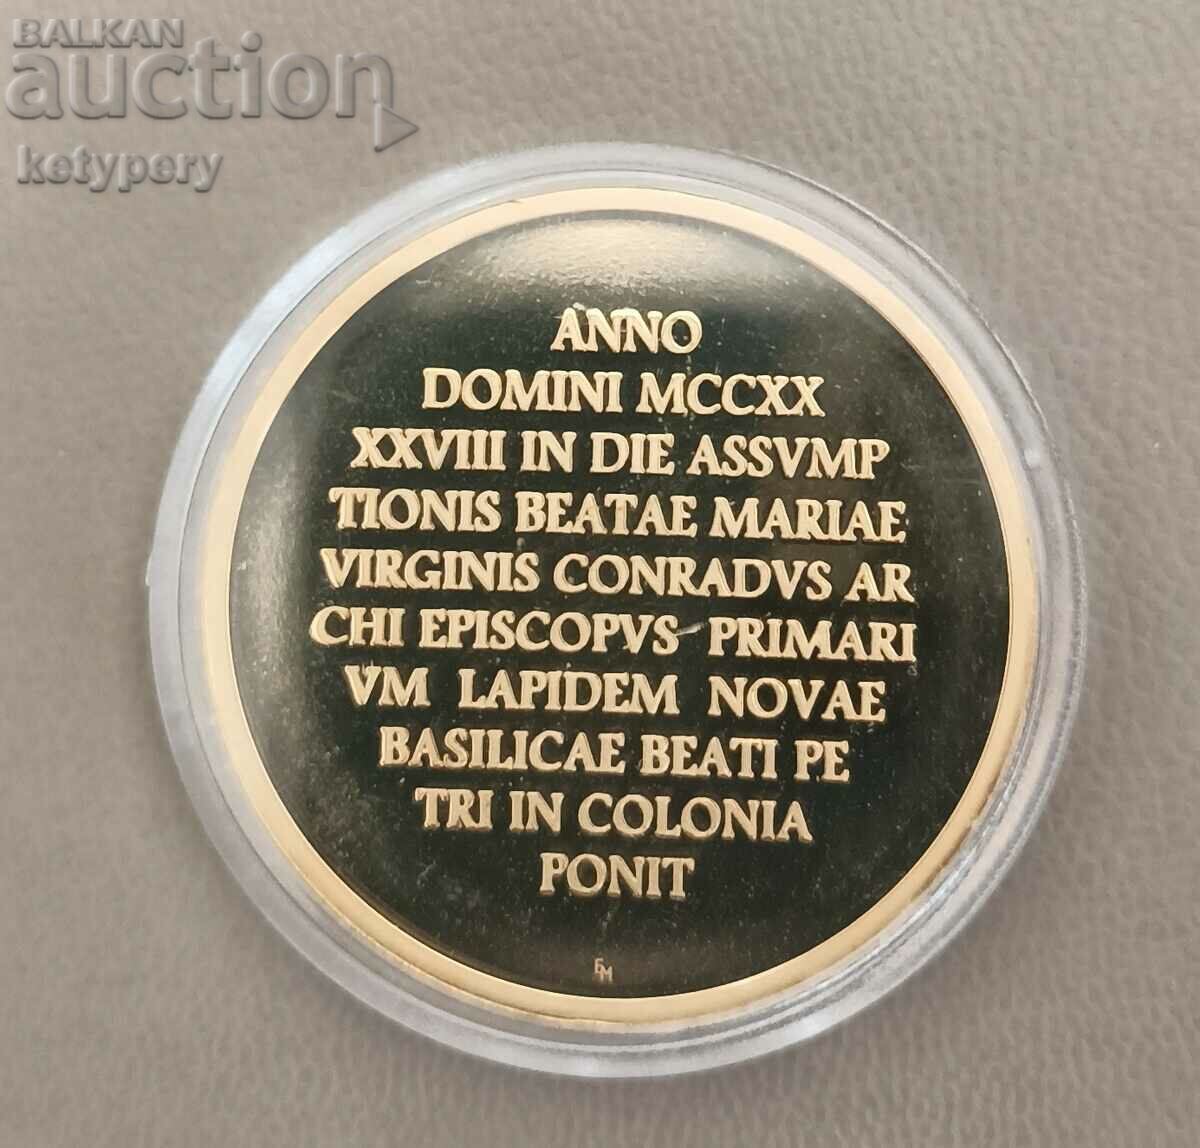 BALKAN
auction
ketypery
ANNO
DOMINI MCCXX
XXVIII IN DIE ASSVMP
TIONIS BEATAE MARIAE
VIRGINIS CONRADVS AR
CHI EPISCOPVS PRIMARI
VM LAPIDEM NOVAE
BASILICAE BEATI PE
TRI IN COLONIA
PONIT
EM